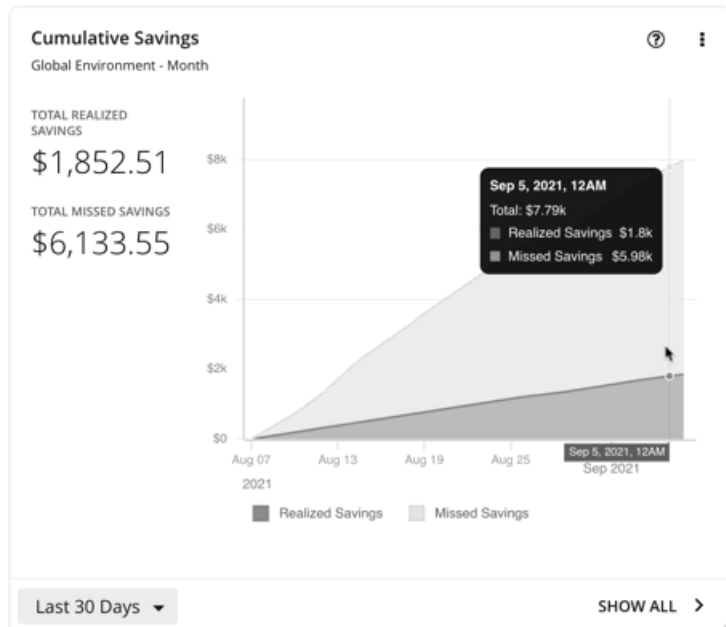 Cumulative Savings
Global Environment - Month
TOTAL REALIZED
SAVINGS
$1,852.51
TOTAL MISSED SAVINGS
$6,133.55
$8k
$6k
$4k
$2k
$0
Sep 5, 2021, 12AM
Total: $7.79k
Realized Savings $1.8k
Missed Savings $5.98k
Aug 07
Aug 13
Aug 19
Aug 25
Sep 5, 2021, 12AM
2021
Sep 2021
Realized Savings
Missed Savings
Last 30 Days
SHOW ALL